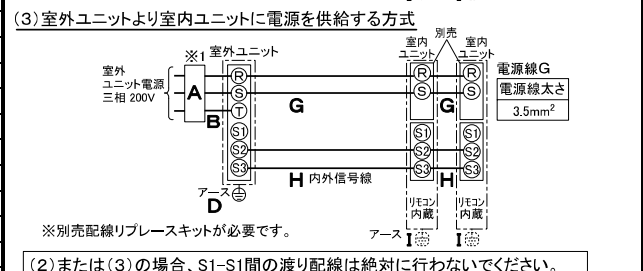 (3)室外ユニットより室内ユニットに電源を供給する方式
別売
※1 室外ユニット
室内ユニット
室内ユニット
室外ユニット電源
三相 200V
A
B
R
S
T
S1
S2
S3
G
H 内外信号線
アース
D
R
S
S1
S2
S3
リモコン内蔵
アース I
G
H
R
S
S1
S2
S3
リモコン内蔵
I
電源線G
電源線太さ
3.5mm²
※別売配線リプレースキットが必要です。
(2)または(3)の場合、S1-S1間の渡り配線は絶対に行わないでください。